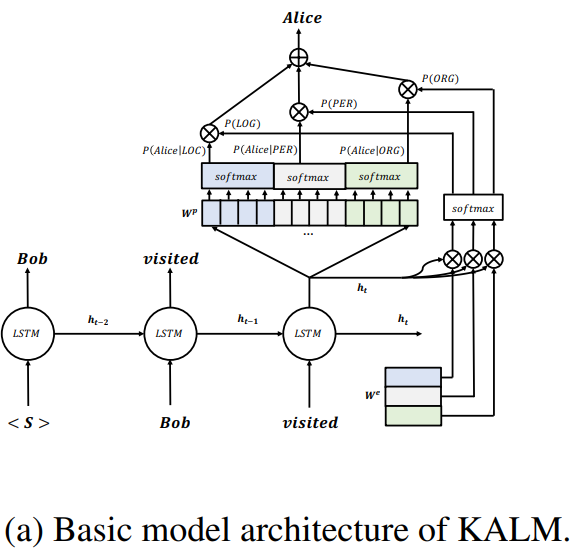 Alice
P(ORG)
P(PER)
P(LOG)
P(Alice|LOC) P(Alice|PER) P(Alice|ORG)
softmax softmax softmax
W^p
softmax
...
Bob visited
h_t
h_{t-2} h_{t-1} h_t
LSTM LSTM LSTM
W^e
<S> Bob visited
(a) Basic model architecture of KALM.